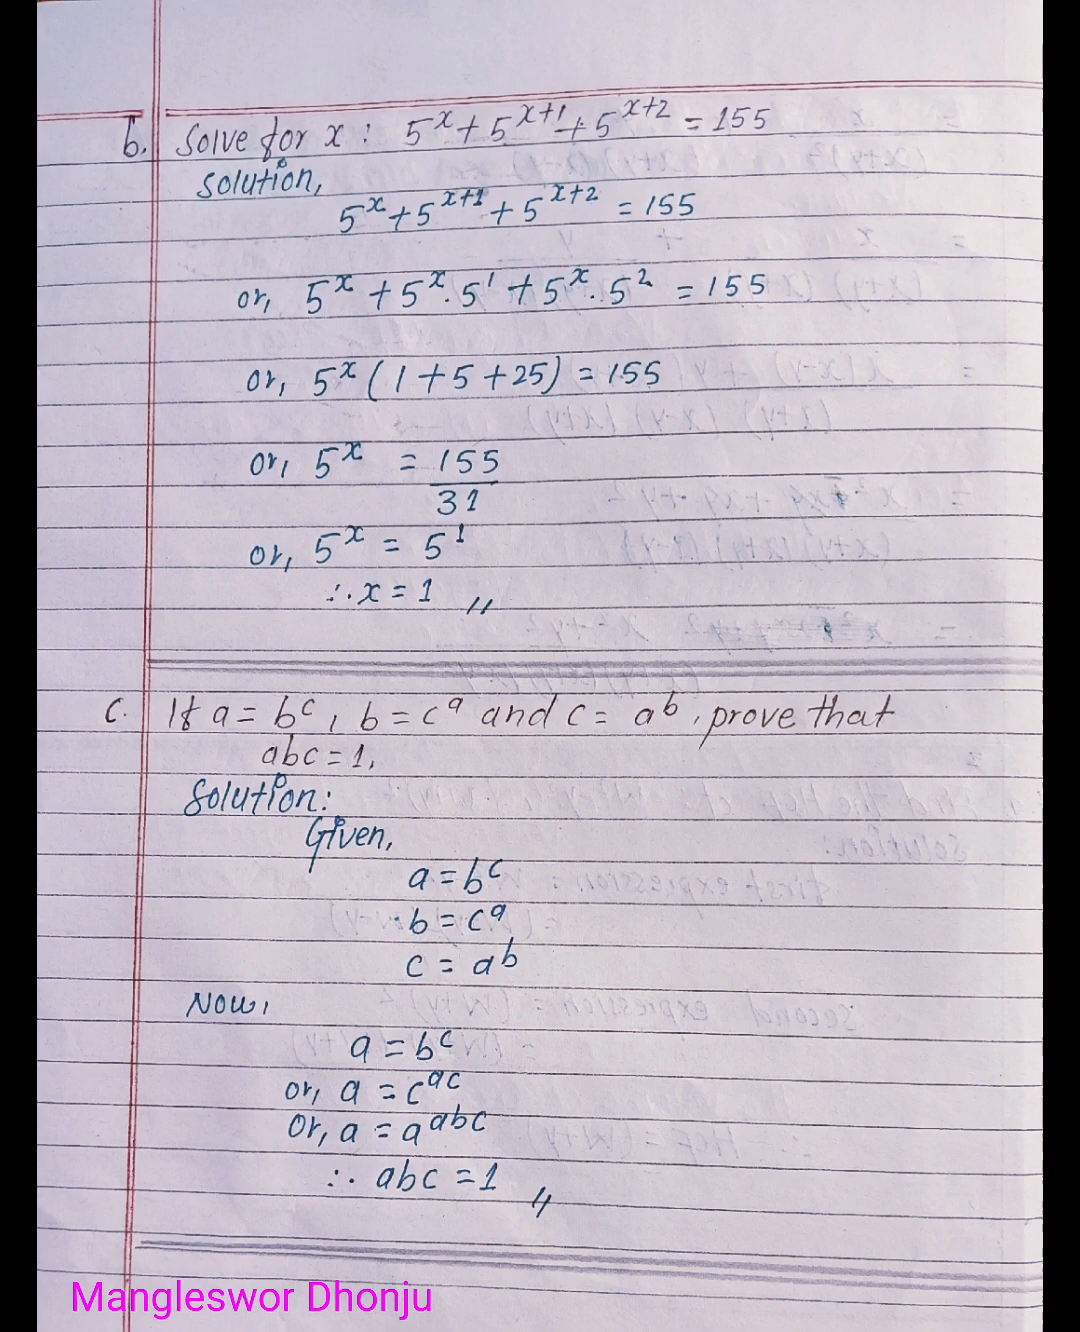 b. Solve for x : 5^x + 5^x+1 + 5^x+2 = 155
Solution,
5^x + 5^x+1 + 5^x+2 = 155
or, 5^x + 5^x . 5^1 + 5^x . 5^2 = 155
or, 5^x ( 1 + 5 + 25) = 155
or, 5^x = 155
31
or, 5^x = 5^1
∴ x = 1 ,,
c. If a = b^c , b = c^a and c = a^b , prove that
abc = 1,
Solution:
Given,
a = b^c
b = c^a
c = a^b
Now,
a = b^c
or, a = c^ac
or, a = a^abc
∴ abc = 1 ,,
Mangleswor Dhonju